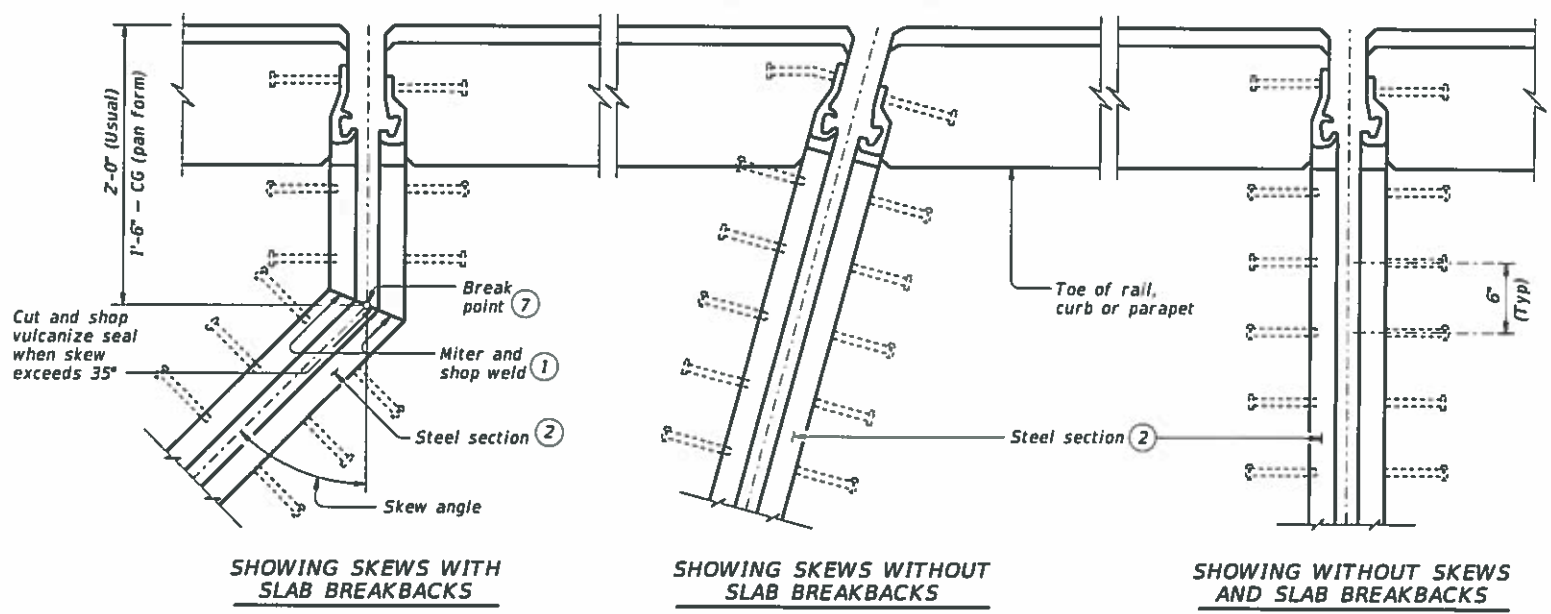 2'-0" (Usual)
1'-6" – CG (pan form)
Cut and shop
vulcanize seal
when skew
exceeds 35°
Break
point 7
Miter and
shop weld 1
Steel section 2
Skew angle
SHOWING SKEWS WITH
SLAB BREAKBACKS
Toe of rail,
curb or parapet
Steel section 2
SHOWING SKEWS WITHOUT
SLAB BREAKBACKS
6"
(Typ)
SHOWING WITHOUT SKEWS
AND SLAB BREAKBACKS